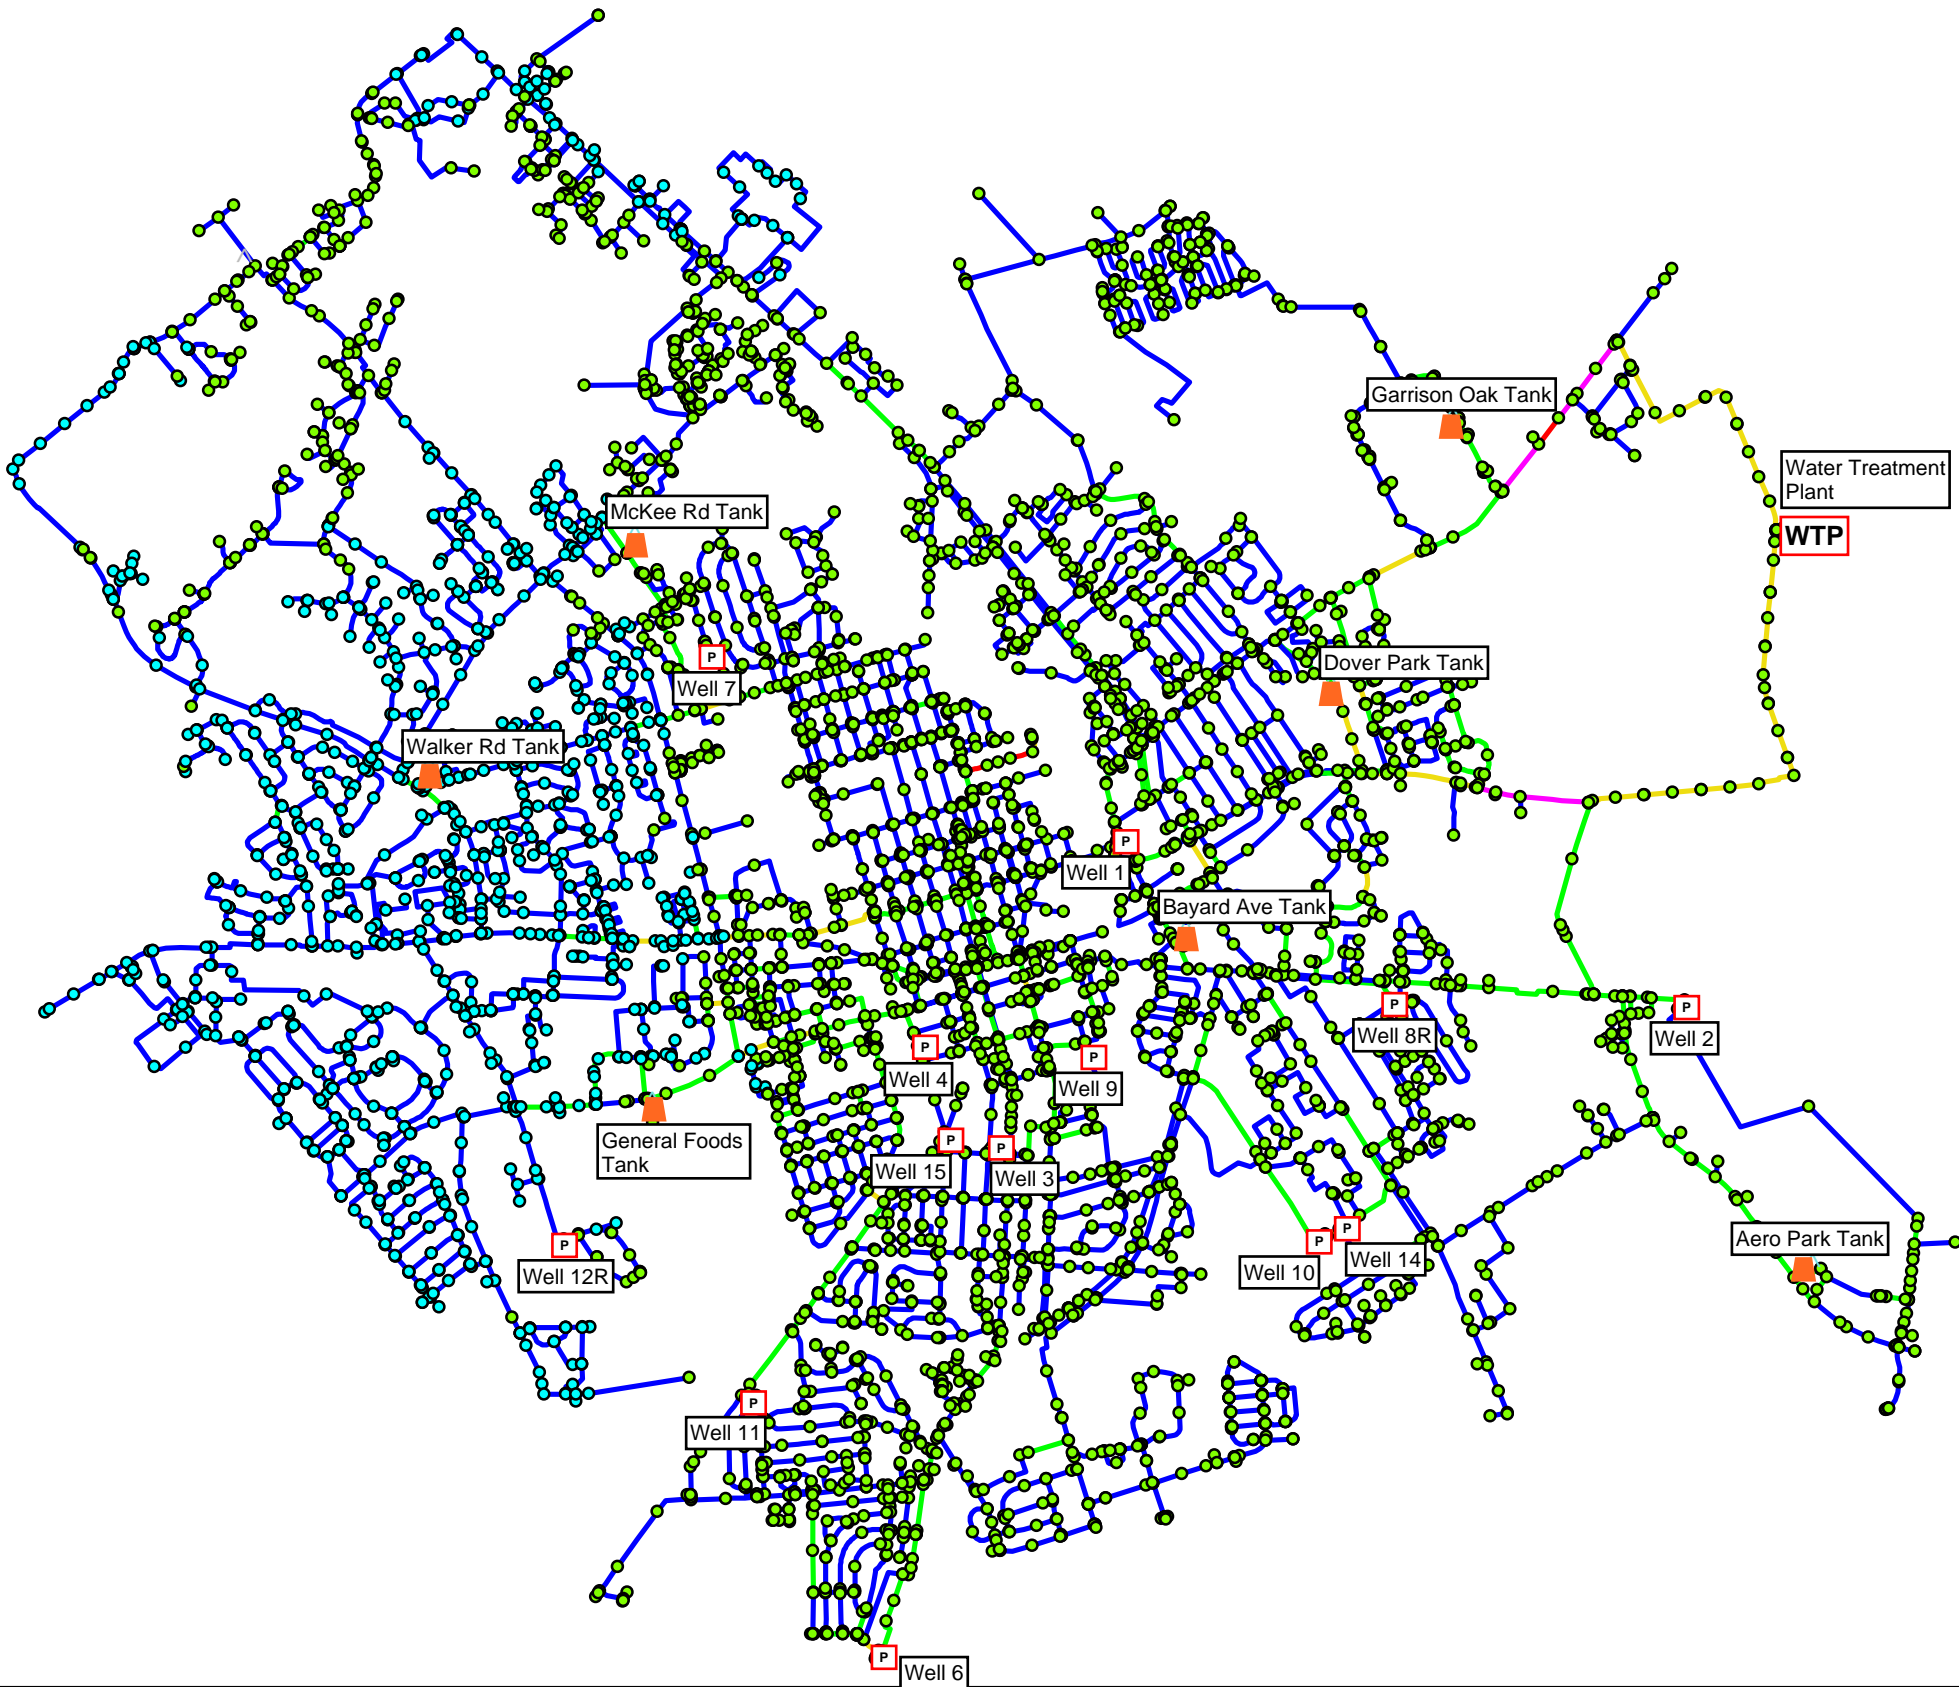 Garrison Oak Tank
Water Treatment
Plant
WTP
McKee Rd Tank
P
Well 7
Dover Park Tank
Walker Rd Tank
P
Well 1
Bayard Ave Tank
P
Well 8R
P
Well 2
P
Well 4
P
Well 9
General Foods
Tank
P
Well 15
P
Well 3
P
Well 12R
P
Well 10
P
Well 14
Aero Park Tank
P
Well 11
P
Well 6